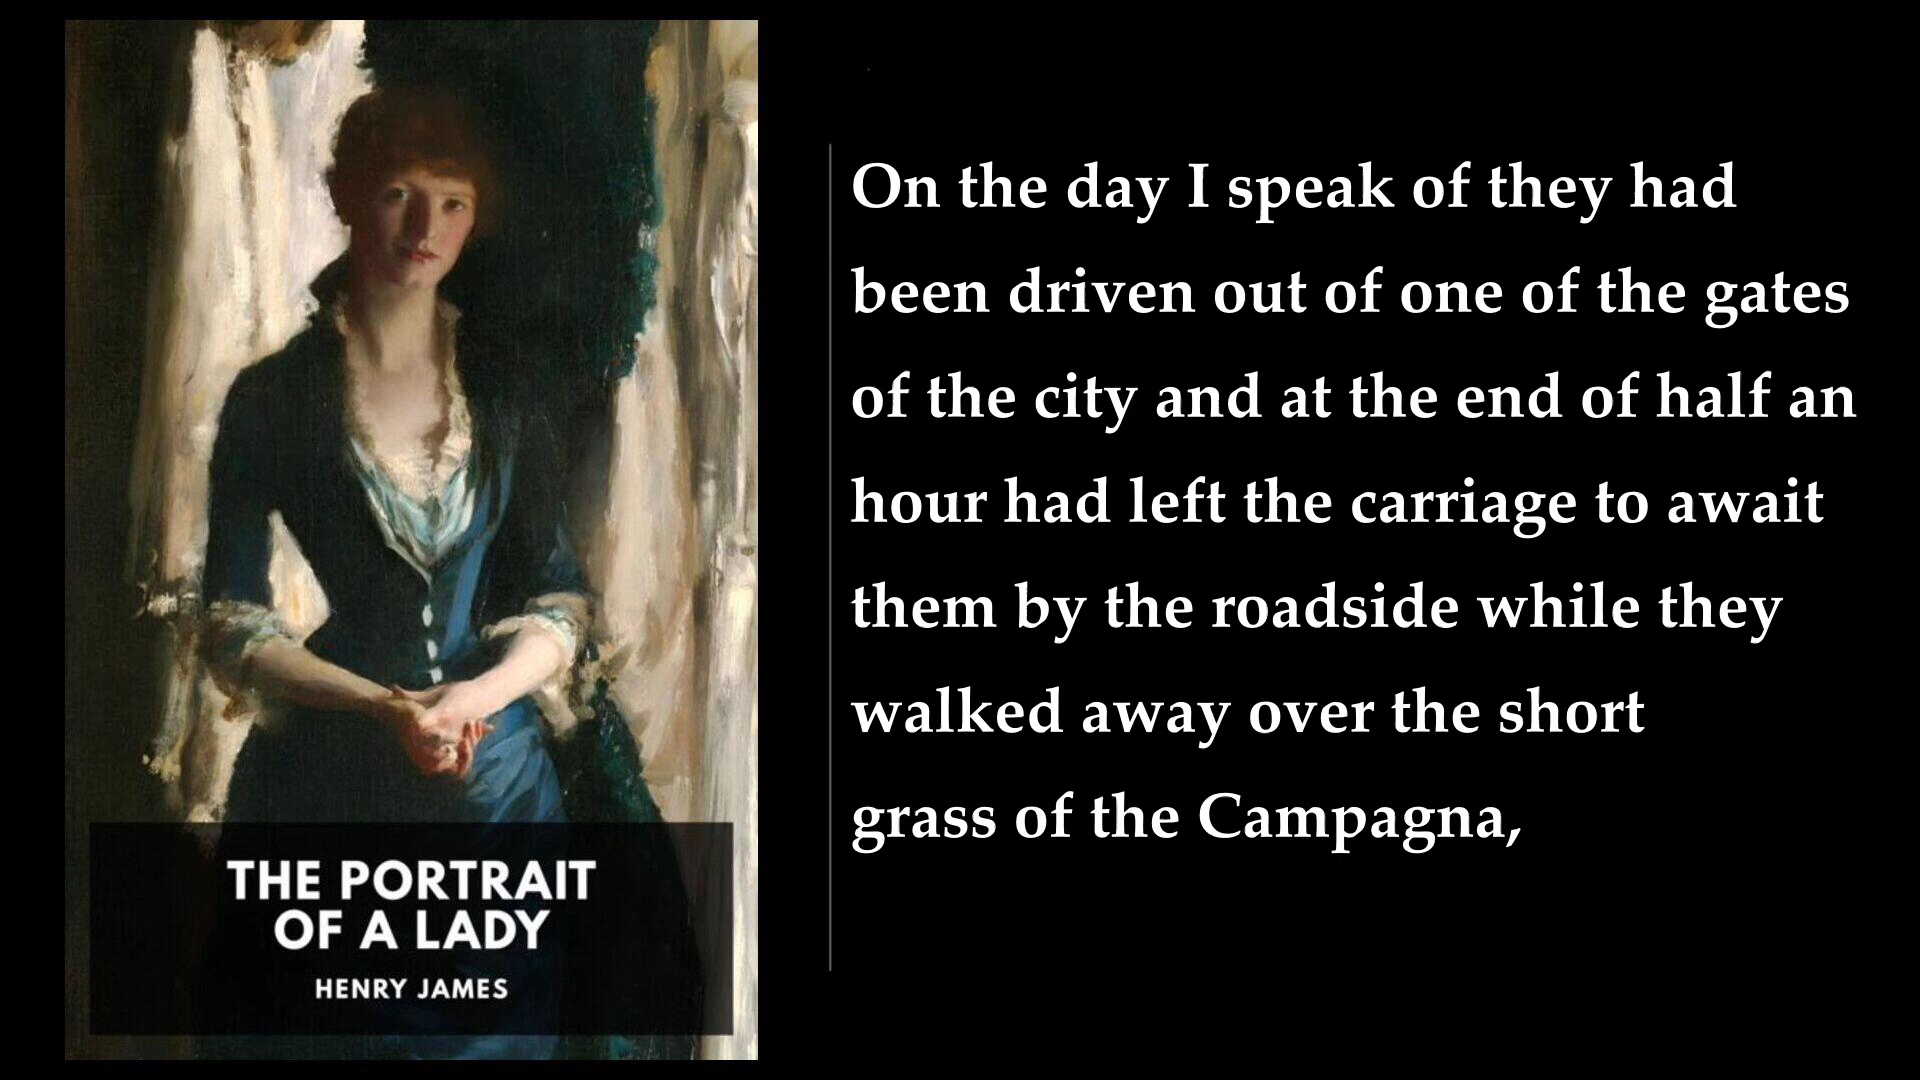 THE PORTRAIT
OF A LADY
HENRY JAMES
On the day I speak of they had
been driven out of one of the gates
of the city and at the end of half an
hour had left the carriage to await
them by the roadside while they
walked away over the short
grass of the Campagna,